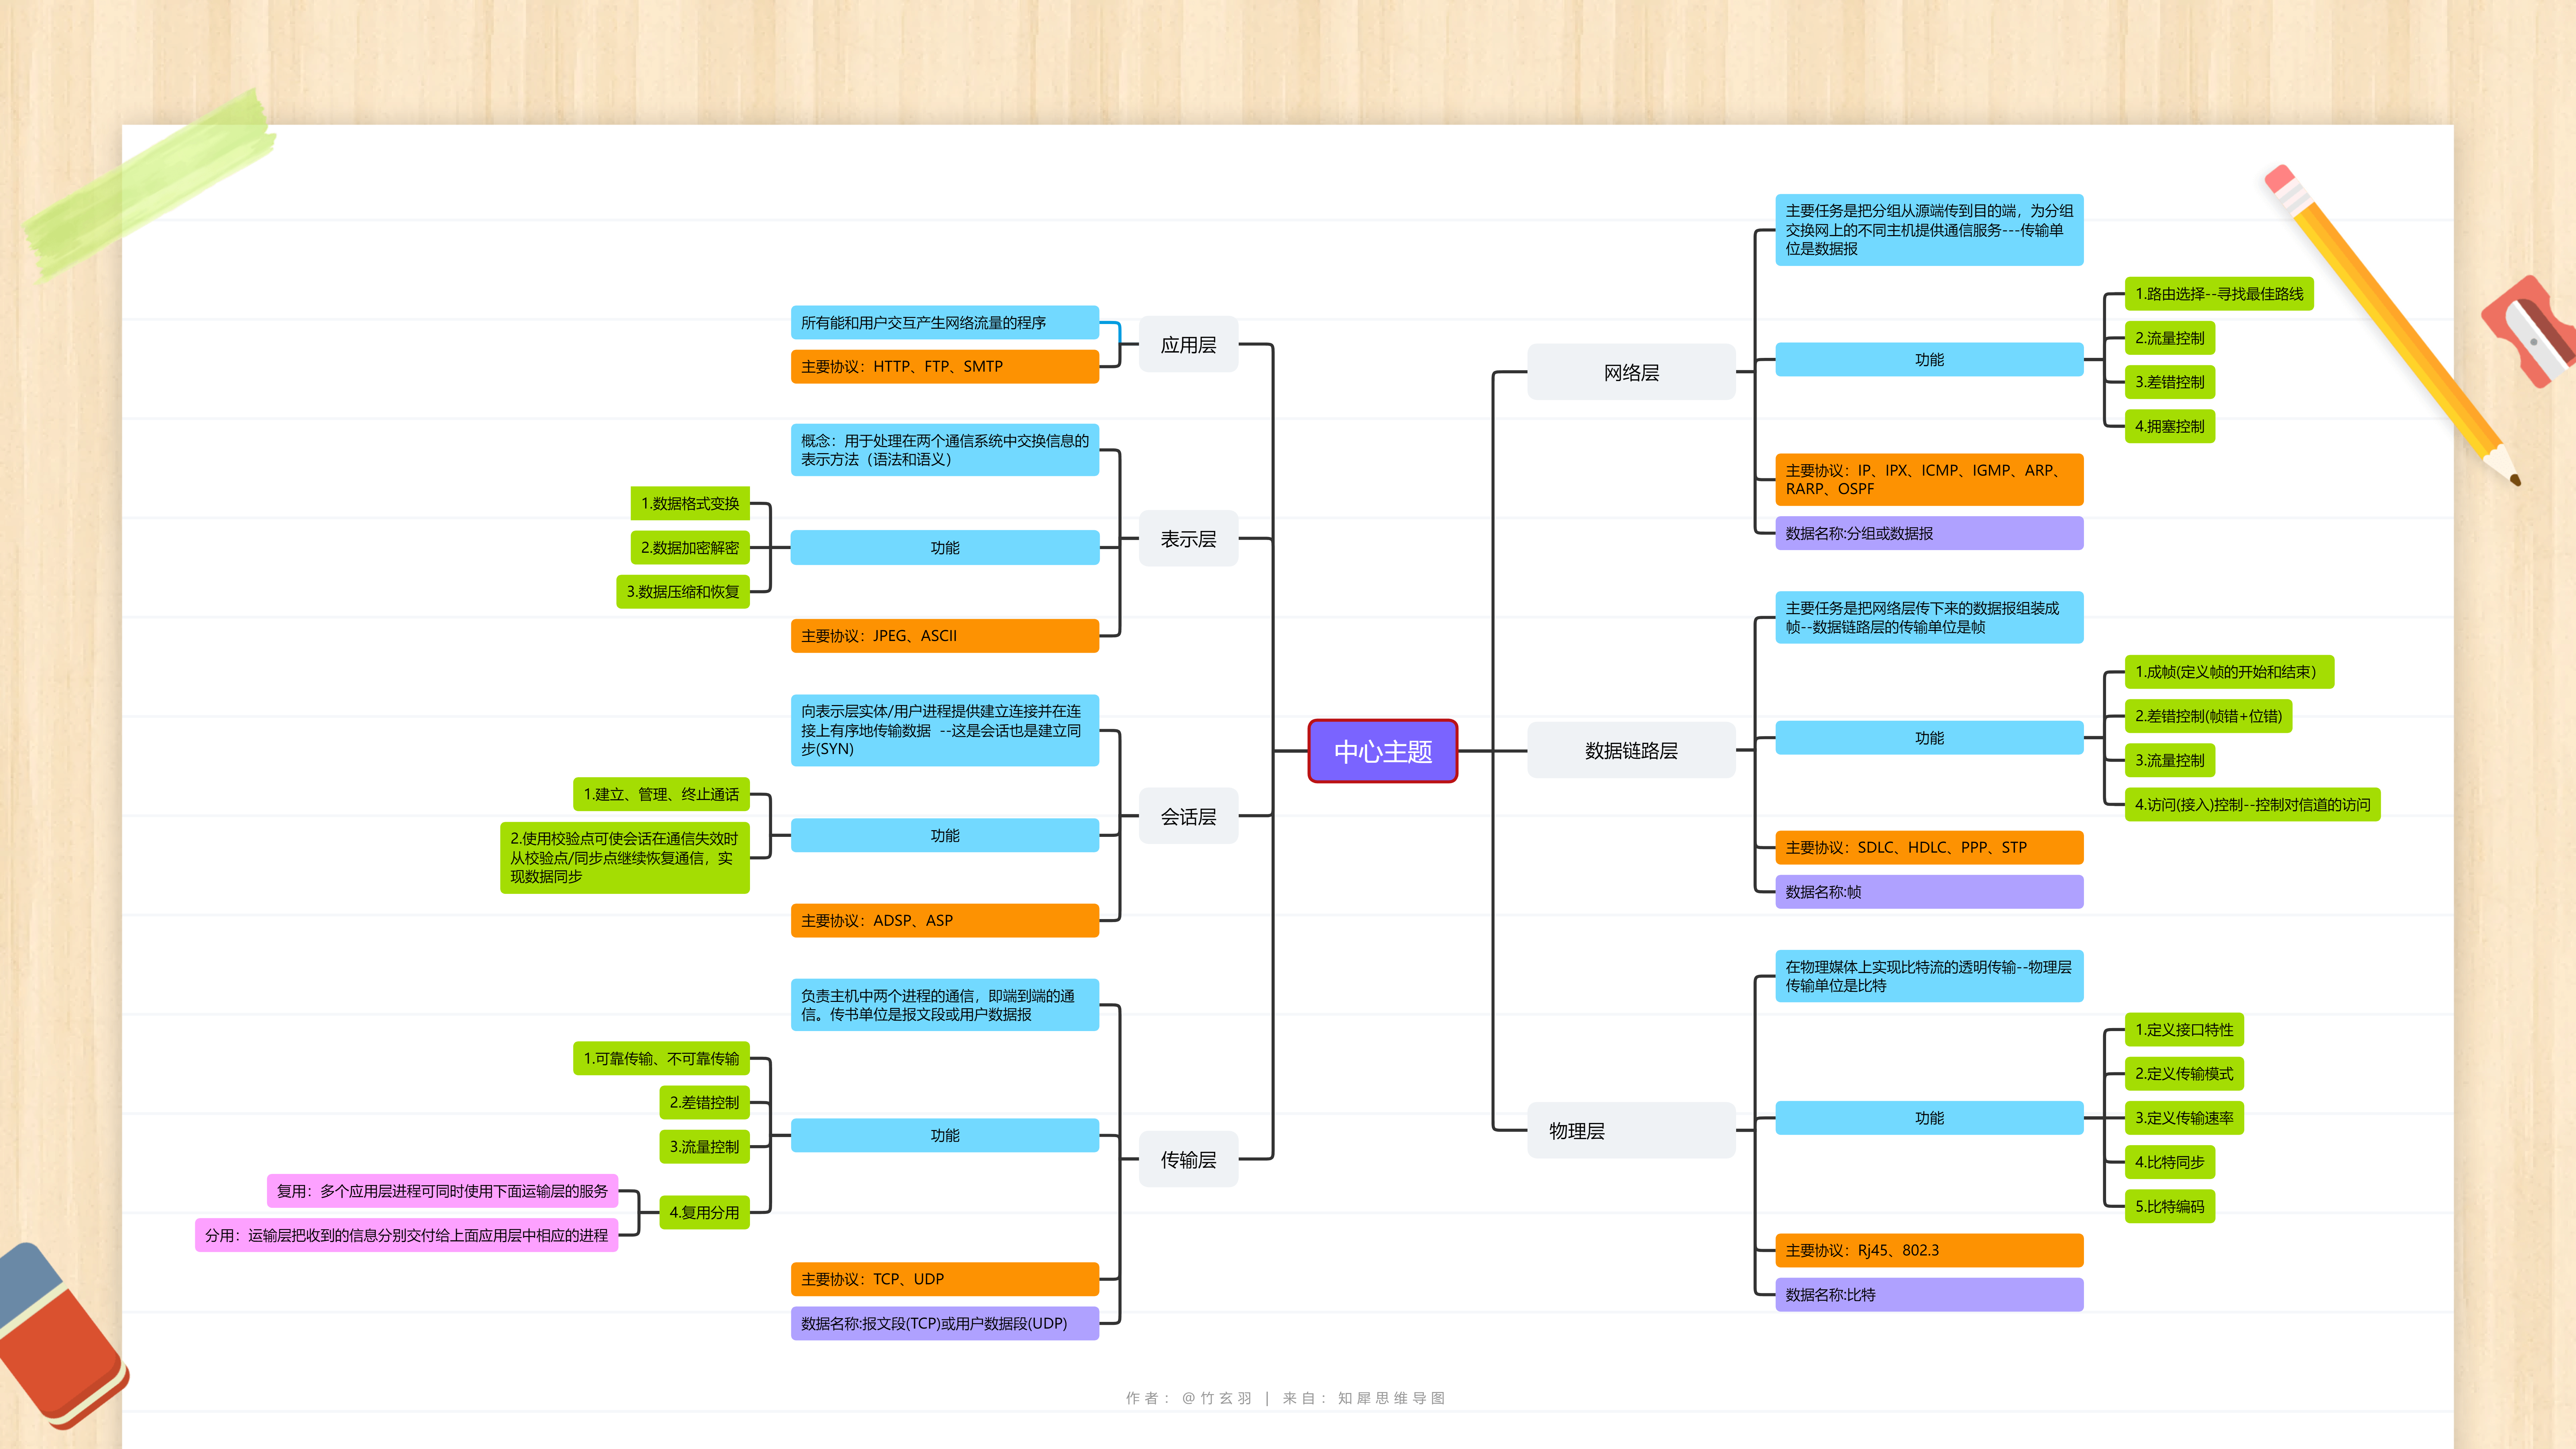 中心主题
应用层
所有能和用户交互产生网络流量的程序
主要协议：HTTP、FTP、SMTP
表示层
概念：用于处理在两个通信系统中交换信息的
表示方法（语法和语义）
功能
1.数据格式变换
2.数据加密解密
3.数据压缩和恢复
主要协议：JPEG、ASCII
会话层
向表示层实体/用户进程提供建立连接并在连
接上有序地传输数据 --这是会话也是建立同
步(SYN)
功能
1.建立、管理、终止通话
2.使用校验点可使会话在通信失效时
从校验点/同步点继续恢复通信，实
现数据同步
主要协议：ADSP、ASP
传输层
负责主机中两个进程的通信，即端到端的通
信。传书单位是报文段或用户数据报
功能
1.可靠传输、不可靠传输
2.差错控制
3.流量控制
4.复用分用
复用：多个应用层进程可同时使用下面运输层的服务
分用：运输层把收到的信息分别交付给上面应用层中相应的进程
主要协议：TCP、UDP
数据名称:报文段(TCP)或用户数据段(UDP)
网络层
主要任务是把分组从源端传到目的端，为分组
交换网上的不同主机提供通信服务---传输单
位是数据报
功能
1.路由选择--寻找最佳路线
2.流量控制
3.差错控制
4.拥塞控制
主要协议：IP、IPX、ICMP、IGMP、ARP、
RARP、OSPF
数据名称:分组或数据报
数据链路层
主要任务是把网络层传下来的数据报组装成
帧--数据链路层的传输单位是帧
功能
1.成帧(定义帧的开始和结束）
2.差错控制(帧错+位错)
3.流量控制
4.访问(接入)控制--控制对信道的访问
主要协议：SDLC、HDLC、PPP、STP
数据名称:帧
物理层
在物理媒体上实现比特流的透明传输--物理层
传输单位是比特
功能
1.定义接口特性
2.定义传输模式
3.定义传输速率
4.比特同步
5.比特编码
主要协议：Rj45、802.3
数据名称:比特
作者：@竹玄羽 | 来自：知犀思维导图